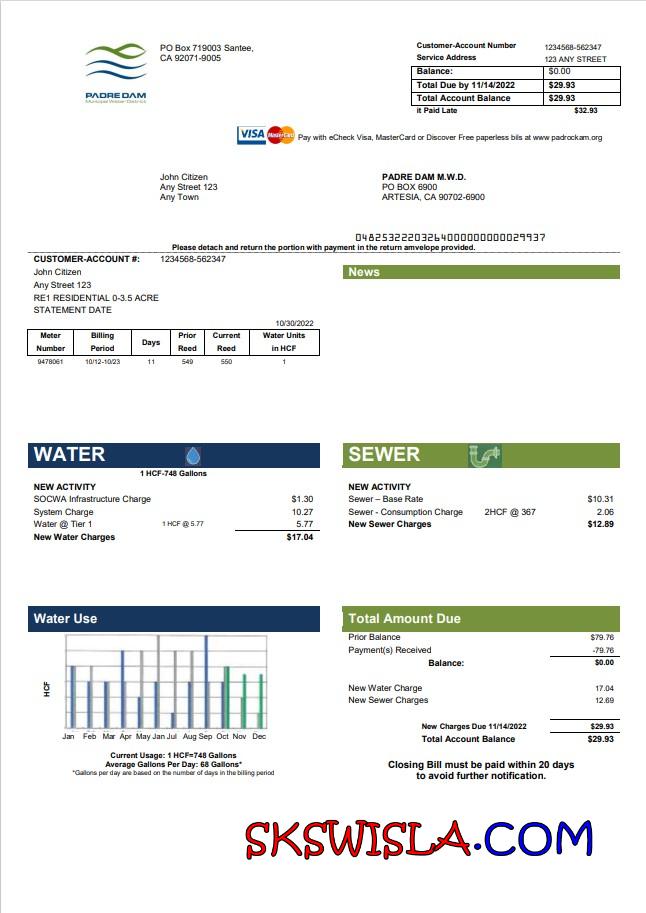 PO Box 719003 Santee,
CA 92071-9005
PADRE DAM
Municipal Water District
Customer-Account Number 1234568-562347
Service Address 123 ANY STREET
Balance: $0.00
Total Due by 11/14/2022 $29.93
Total Account Balance $29.93
it Paid Late $32.93
VISA MasterCard Pay with eCheck Visa, MasterCard or Discover Free paperless bils at www padrockam.org
John Citizen
Any Street 123
Any Town
PADRE DAM M.W.D.
PO BOX 6900
ARTESIA, CA 90702-6900
04825322203264000000000029937
Please detach and return the portion with payment in the return amvelope provided.
CUSTOMER-ACCOUNT #: 1234568-562347
John Citizen
Any Street 123
RE1 RESIDENTIAL 0-3.5 ACRE
STATEMENT DATE
10/30/2022
Meter Number Billing Period Days Prior Reed Current Reed Water Units in HCF
9478061 10/12-10/23 11 549 550 1
News
WATER
1 HCF-748 Gallons
NEW ACTIVITY
SOCWA Infrastructure Charge $1.30
System Charge 10.27
Water @ Tier 1 1 HCF @ 5.77 5.77
New Water Charges $17.04
SEWER
NEW ACTIVITY
Sewer – Base Rate $10.31
Sewer - Consumption Charge 2HCF @ 367 2.06
New Sewer Charges $12.89
Water Use
HCF
Jan Feb Mar Apr May Jan Jul Aug Sep Oct Nov Dec
Current Usage: 1 HCF=748 Gallons
Average Gallons Per Day: 68 Gallons*
*Gallons per day are based on the number of days in the billing period
Total Amount Due
Prior Balance $79.76
Payment(s) Received -79.76
Balance: $0.00
New Water Charge 17.04
New Sewer Charges 12.69
New Charges Due 11/14/2022 $29.93
Total Account Balance $29.93
Closing Bill must be paid within 20 days
to avoid further notification.
SKSWISLA.COM